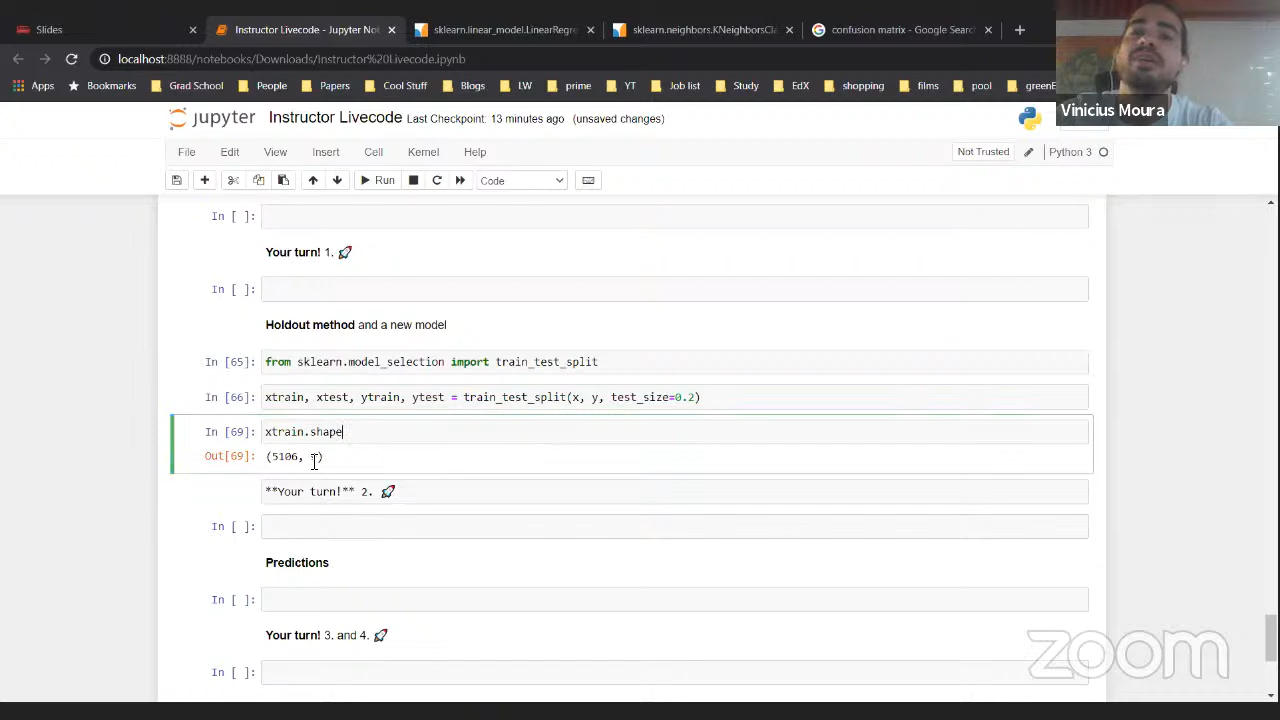 Slides
Instructor Livecode - Jupyter Not
sklearn.linear_model.LinearRegre
sklearn.neighbors.KNeighborsCla
confusion matrix - Google Search
localhost:8888/notebooks/Downloads/Instructor%20Livecode.ipynb
Apps Bookmarks Grad School People Papers Cool Stuff Blogs LW prime YT Job list Study EdX shopping films pool greenE
Vinicius Moura
jupyter Instructor Livecode Last Checkpoint: 13 minutes ago (unsaved changes)
File Edit View Insert Cell Kernel Help Not Trusted Python 3
Run Code
In [ ]:
Your turn! 1. 🚀
In [ ]:
Holdout method and a new model
In [65]: from sklearn.model_selection import train_test_split
In [66]: xtrain, xtest, ytrain, ytest = train_test_split(x, y, test_size=0.2)
In [69]: xtrain.shape
Out[69]: (5106, )
**Your turn!** 2. 🚀
In [ ]:
Predictions
In [ ]:
Your turn! 3. and 4. 🚀
In [ ]:
zoom